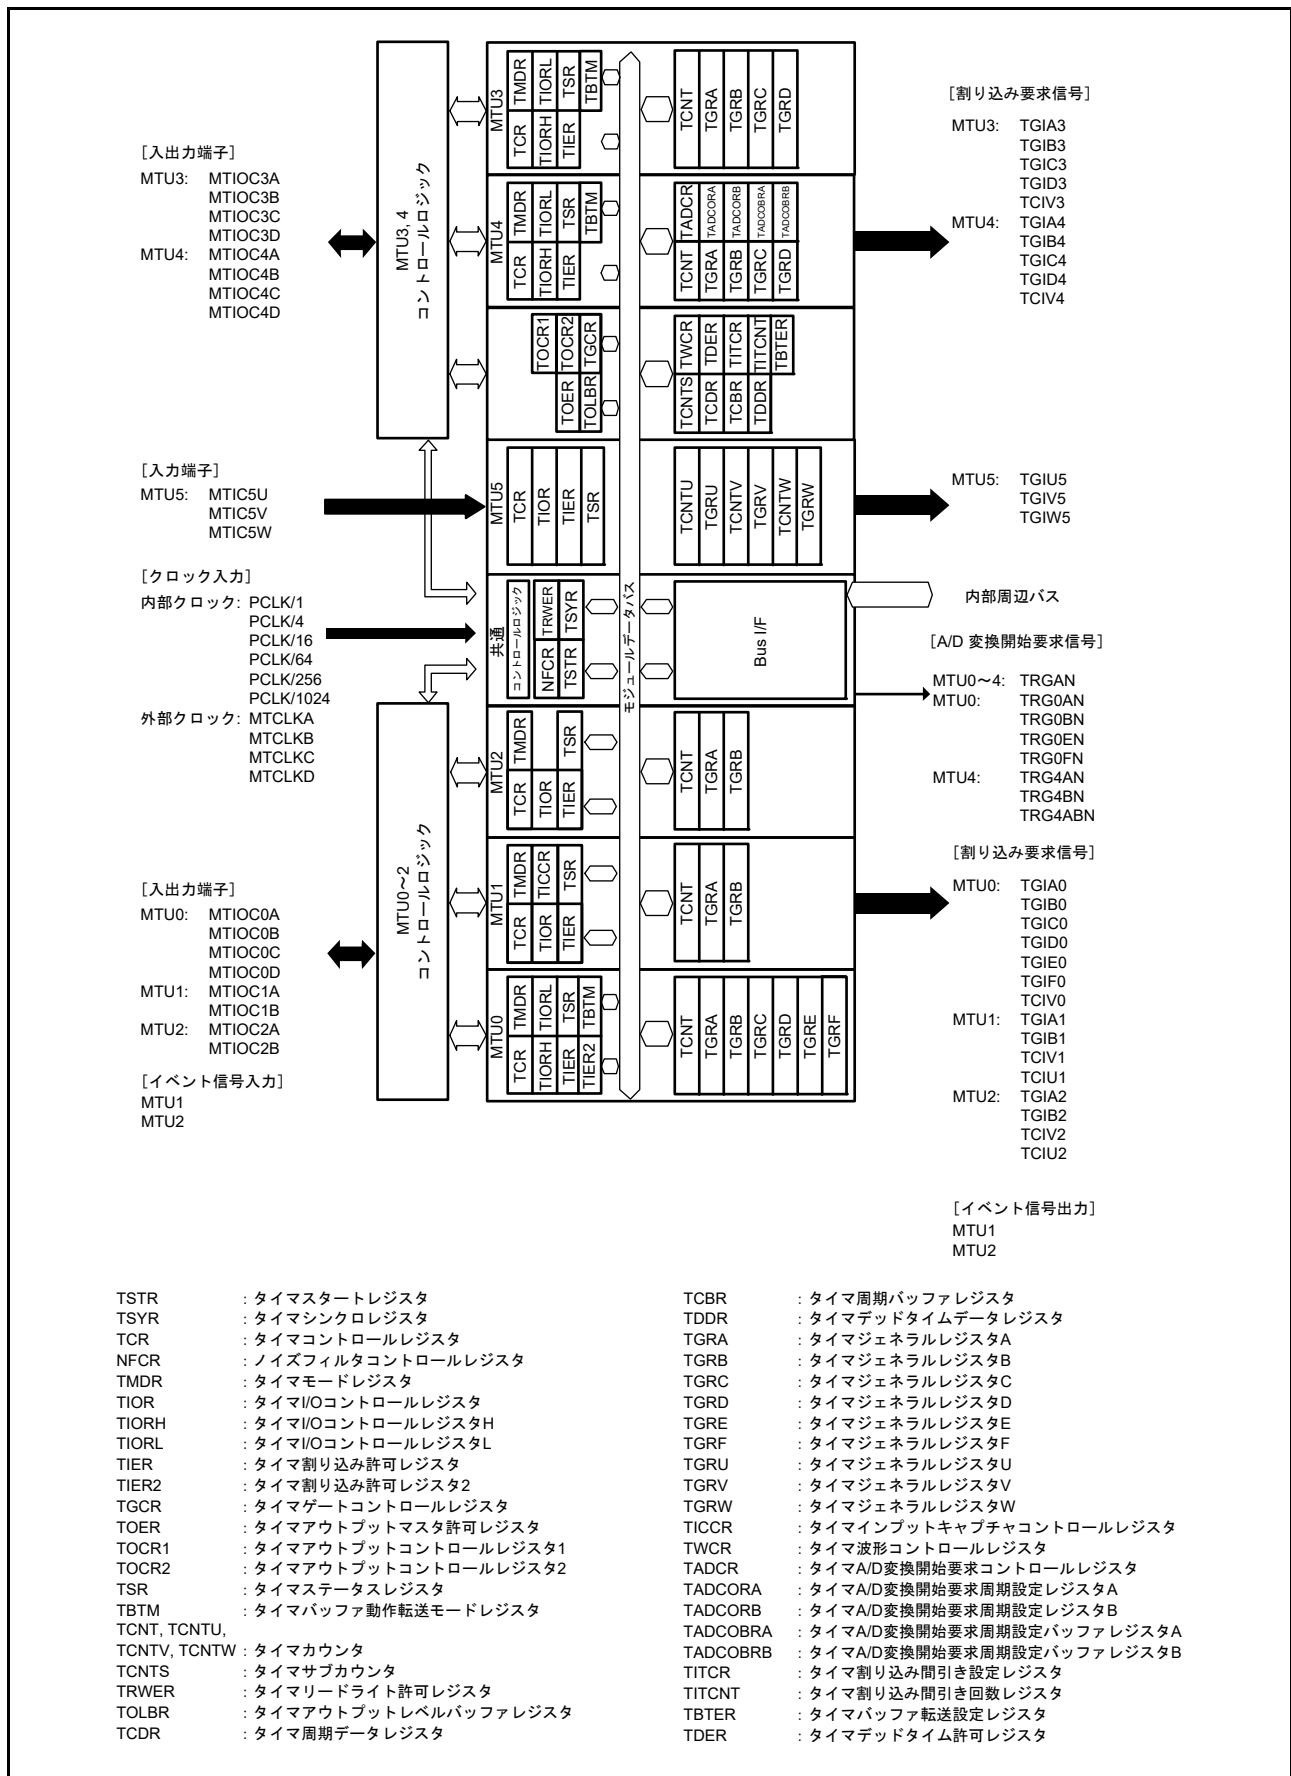 [入出力端子]
MTU3: MTIOC3A
MTIOC3B
MTIOC3C
MTIOC3D
MTU4: MTIOC4A
MTIOC4B
MTIOC4C
MTIOC4D
[入力端子]
MTU5: MTIC5U
MTIC5V
MTIC5W
[クロック入力]
内部クロック: PCLK/1
PCLK/4
PCLK/16
PCLK/64
PCLK/256
PCLK/1024
外部クロック: MTCLKA
MTCLKB
MTCLKC
MTCLKD
[入出力端子]
MTU0: MTIOC0A
MTIOC0B
MTIOC0C
MTIOC0D
MTU1: MTIOC1A
MTIOC1B
MTU2: MTIOC2A
MTIOC2B
[イベント信号入力]
MTU1
MTU2
MTU3, 4
コントロールロジック
MTU0～2
コントロールロジック
MTU3
TCR TMDR
TIORH TIORL
TIER TSR
TBTM
TCNT
TGRA
TGRB
TGRC
TGRD
MTU4
TCR TMDR
TIORH TIORL
TIER TSR
TBTM
TCNT TADCR
TGRA TADCORA
TGRB TADCORB
TGRC TADCOBRA
TGRD TADCOBRB
TOCR1
TOER TOCR2
TOLBR TGCR
TCNTS TWCR
TCDR TDER
TCBR TITCR
TDDR TITCNT
TBTER
MTU5
TCR
TIOR
TIER
TSR
TCNTU
TGRU
TCNTV
TGRV
TCNTW
TGRW
共通
コントロールロジック
NFCR TRWER
TSTR TSYR
モジュールデータバス
Bus I/F
MTU2
TCR TMDR
TIOR
TIER TSR
TCNT
TGRA
TGRB
MTU1
TCR TMDR
TIOR TICCR
TIER TSR
TCNT
TGRA
TGRB
MTU0
TCR TMDR
TIORH TIORL
TIER TSR
TIER2 TBTM
TCNT
TGRA
TGRB
TGRC
TGRD
TGRE
TGRF
[割り込み要求信号]
MTU3: TGIA3
TGIB3
TGIC3
TGID3
TCIV3
MTU4: TGIA4
TGIB4
TGIC4
TGID4
TCIV4
MTU5: TGIU5
TGIV5
TGIW5
内部周辺バス
[A/D 変換開始要求信号]
MTU0～4: TRGAN
MTU0: TRG0AN
TRG0BN
TRG0EN
TRG0FN
MTU4: TRG4AN
TRG4BN
TRG4ABN
[割り込み要求信号]
MTU0: TGIA0
TGIB0
TGIC0
TGID0
TGIE0
TGIF0
TCIV0
MTU1: TGIA1
TGIB1
TCIV1
TCIU1
MTU2: TGIA2
TGIB2
TCIV2
TCIU2
[イベント信号出力]
MTU1
MTU2
TSTR : タイマスタートレジスタ
TSYR : タイマシンクロレジスタ
TCR : タイマコントロールレジスタ
NFCR : ノイズフィルタコントロールレジスタ
TMDR : タイマモードレジスタ
TIOR : タイマI/Oコントロールレジスタ
TIORH : タイマI/OコントロールレジスタH
TIORL : タイマI/OコントロールレジスタL
TIER : タイマ割り込み許可レジスタ
TIER2 : タイマ割り込み許可レジスタ2
TGCR : タイマゲートコントロールレジスタ
TOER : タイマアウトプットマスタ許可レジスタ
TOCR1 : タイマアウトプットコントロールレジスタ1
TOCR2 : タイマアウトプットコントロールレジスタ2
TSR : タイマステータスレジスタ
TBTM : タイマバッファ動作転送モードレジスタ
TCNT, TCNTU,
TCNTV, TCNTW : タイマカウンタ
TCNTS : タイマサブカウンタ
TRWER : タイマリードライト許可レジスタ
TOLBR : タイマアウトプットレベルバッファレジスタ
TCDR : タイマ周期データレジスタ
TCBR : タイマ周期バッファレジスタ
TDDR : タイマデッドタイムデータレジスタ
TGRA : タイマジェネラルレジスタA
TGRB : タイマジェネラルレジスタB
TGRC : タイマジェネラルレジスタC
TGRD : タイマジェネラルレジスタD
TGRE : タイマジェネラルレジスタE
TGRF : タイマジェネラルレジスタF
TGRU : タイマジェネラルレジスタU
TGRV : タイマジェネラルレジスタV
TGRW : タイマジェネラルレジスタW
TICCR : タイマインプットキャプチャコントロールレジスタ
TWCR : タイマ波形コントロールレジスタ
TADCR : タイマA/D変換開始要求コントロールレジスタ
TADCORA : タイマA/D変換開始要求周期設定レジスタA
TADCORB : タイマA/D変換開始要求周期設定レジスタB
TADCOBRA : タイマA/D変換開始要求周期設定バッファレジスタA
TADCOBRB : タイマA/D変換開始要求周期設定バッファレジスタB
TITCR : タイマ割り込み間引き設定レジスタ
TITCNT : タイマ割り込み間引き回数レジスタ
TBTER : タイマバッファ転送設定レジスタ
TDER : タイマデッドタイム許可レジスタ